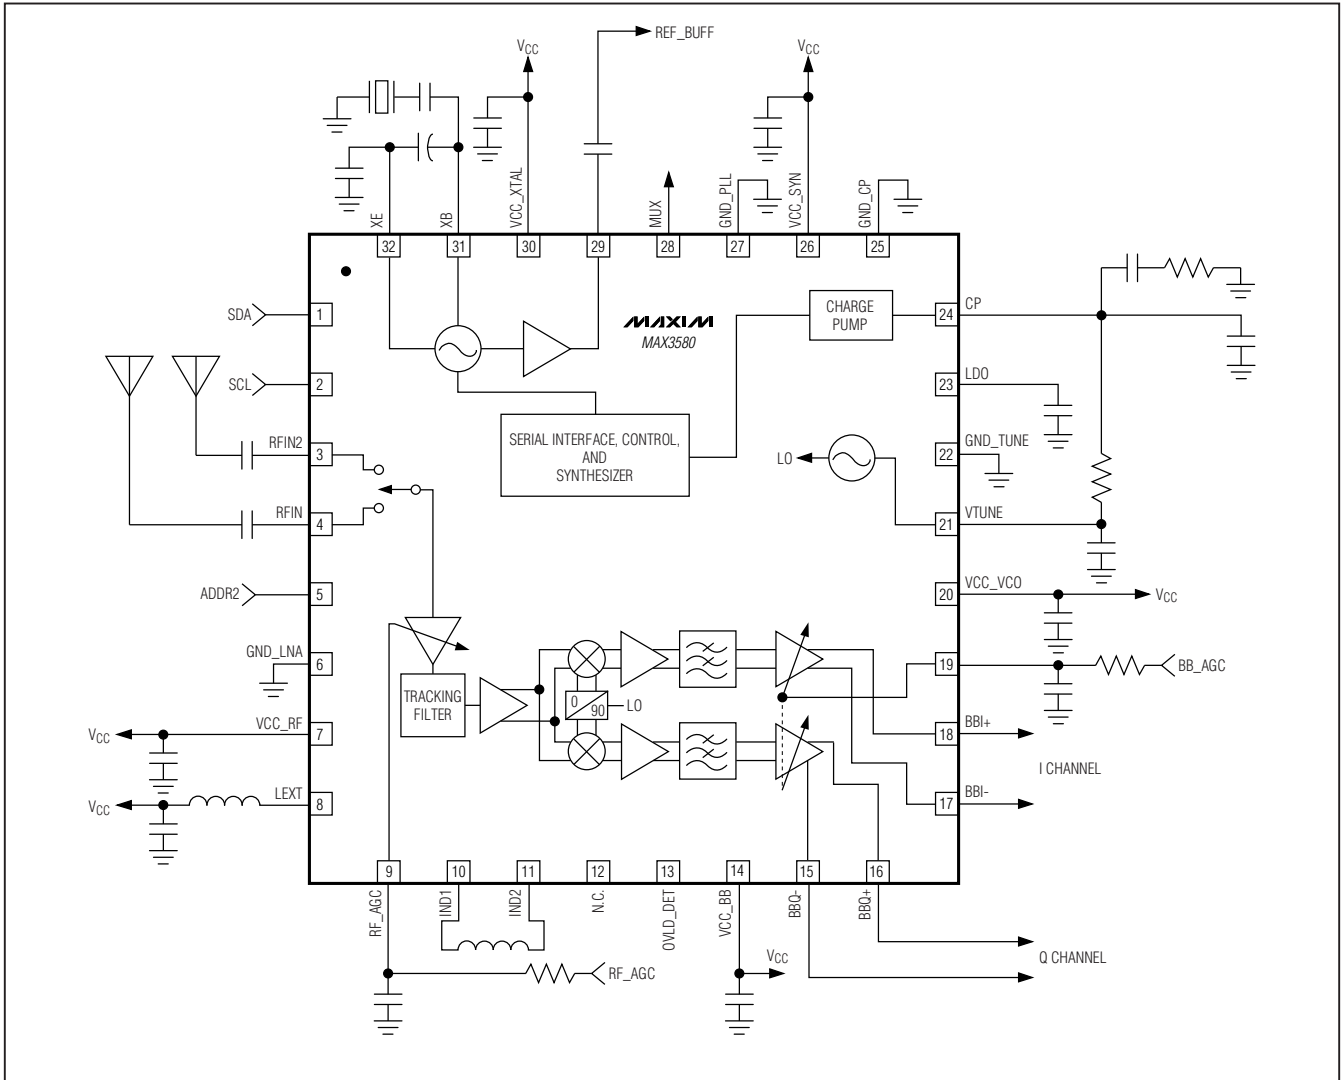 REF_BUFF
VCC
VCC
XE
XB
VCC_XTAL
MUX
GND_PLL
VCC_SYN
GND_CP
32
31
30
29
28
27
26
25
SDA
1
SCL
2
RFIN2
3
RFIN
4
ADDR2
5
GND_LNA
6
VCC
VCC_RF
7
VCC
LEXT
8
MAXIM
MAX3580
CHARGE
PUMP
SERIAL INTERFACE, CONTROL,
AND
SYNTHESIZER
LO
TRACKING
FILTER
0
90
LO
24
CP
23
LDO
22
GND_TUNE
21
VTUNE
20
VCC_VCO
VCC
19
BB_AGC
18
BBI+
I CHANNEL
17
BBI-
9
10
11
12
13
14
15
16
RF_AGC
IND1
IND2
N.C.
OVLD_DET
VCC_BB
BBQ-
BBQ+
RF_AGC
VCC
Q CHANNEL